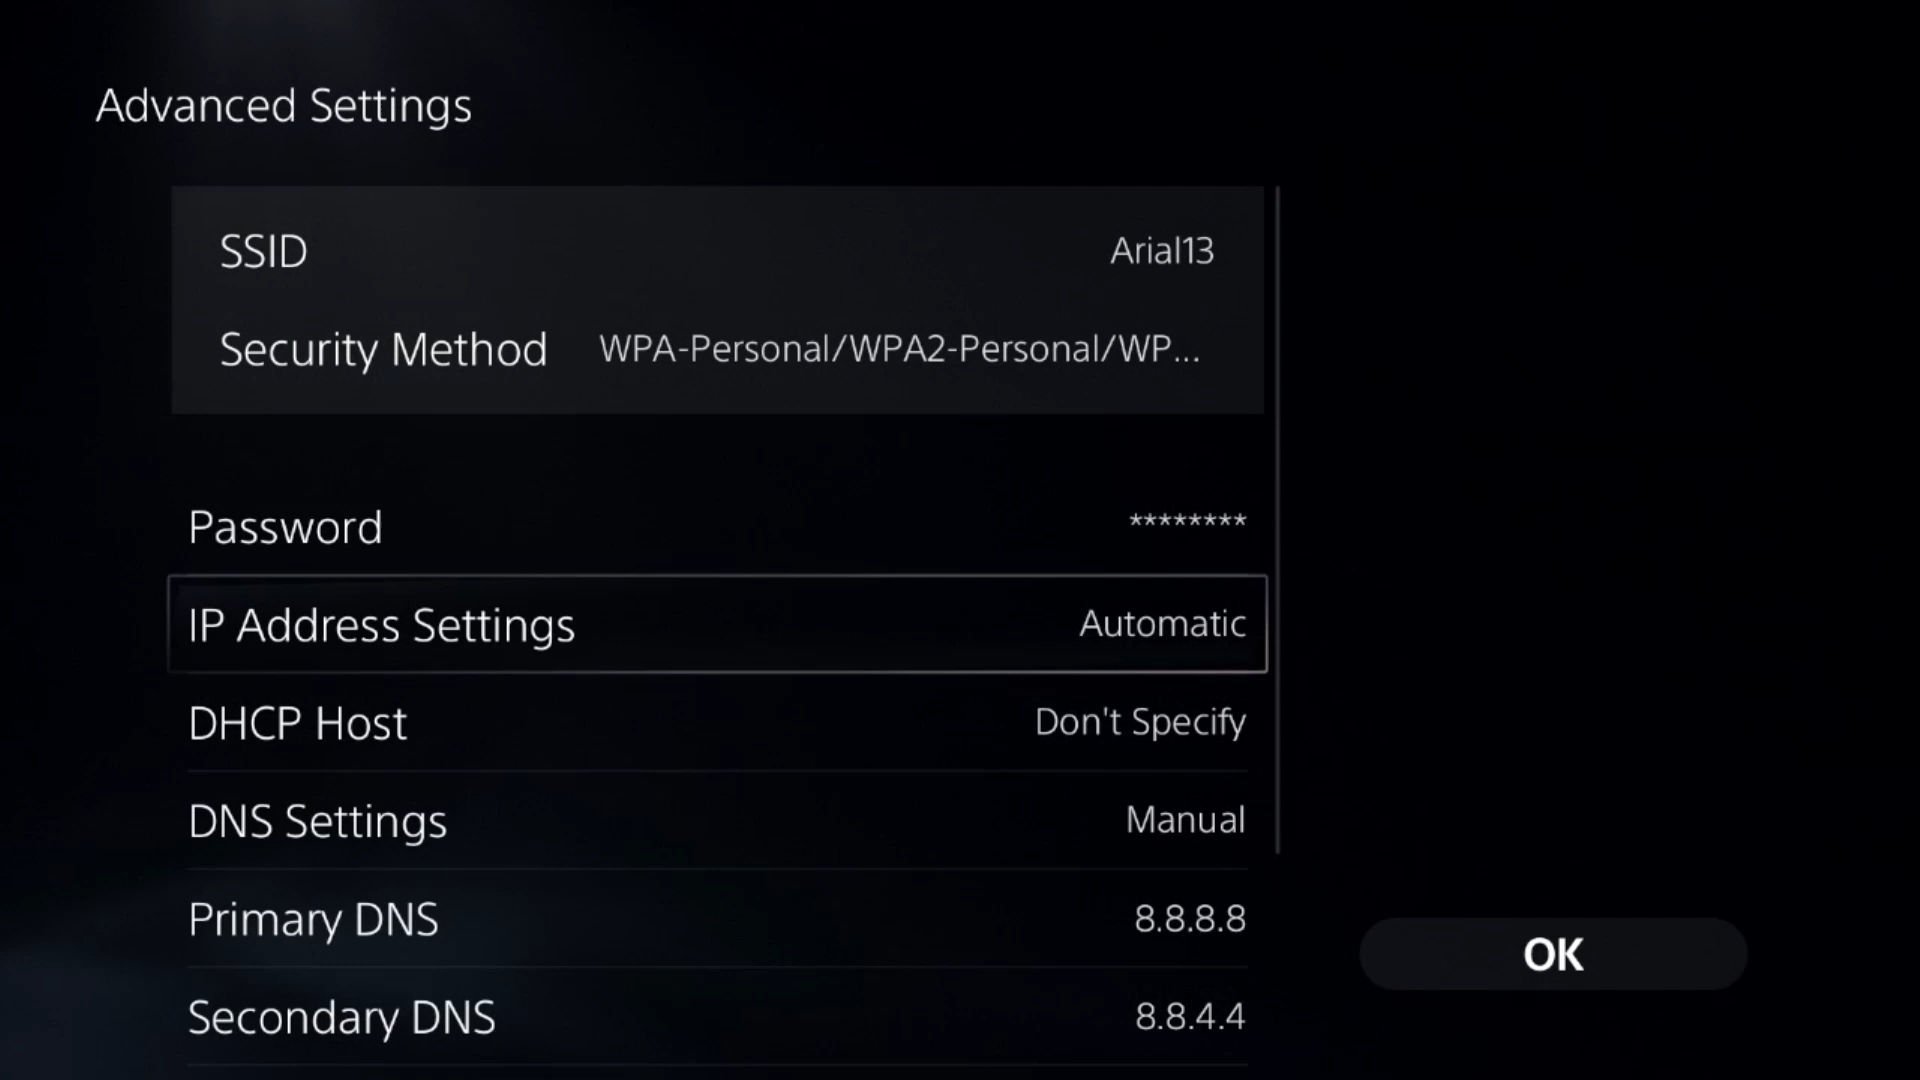 Advanced Settings
SSID Arial13
Security Method WPA-Personal/WPA2-Personal/WP...
Password ********
IP Address Settings Automatic
DHCP Host Don't Specify
DNS Settings Manual
Primary DNS 8.8.8.8
OK
Secondary DNS 8.8.4.4